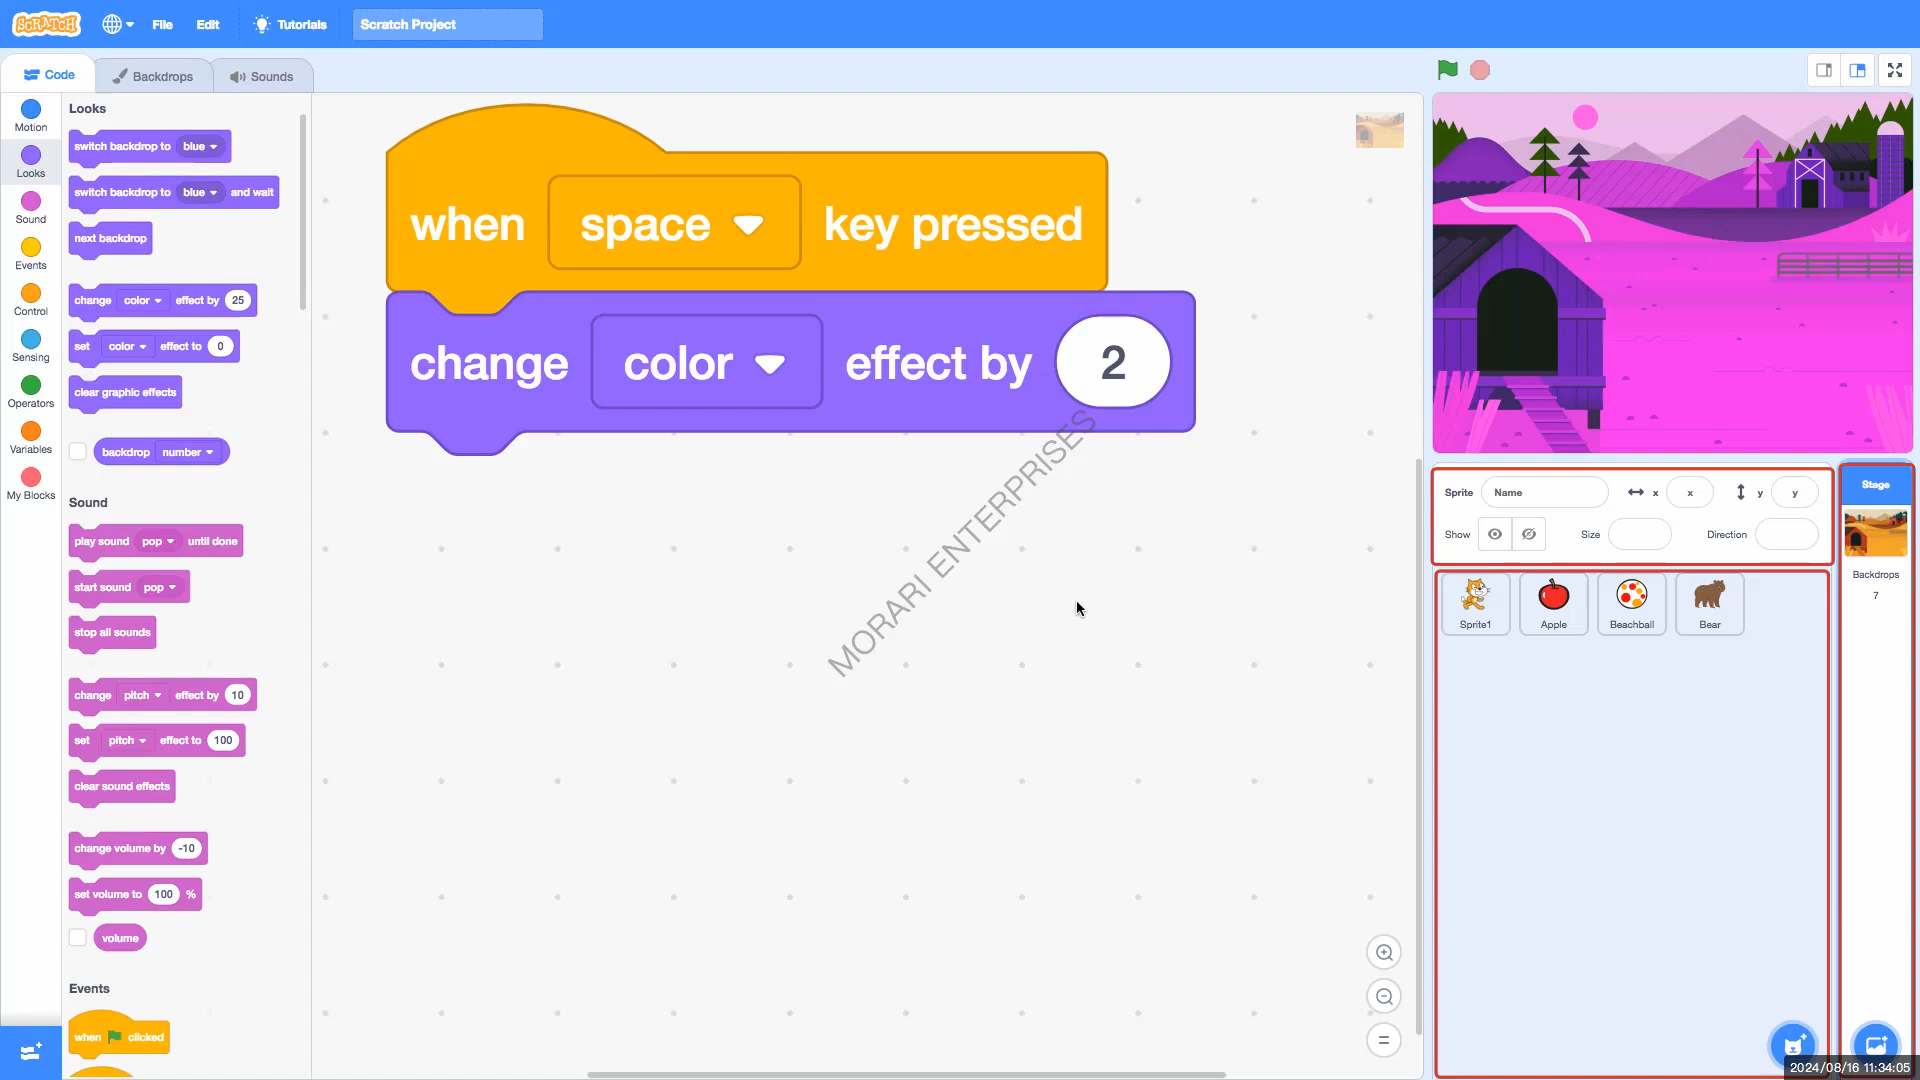 SCRATCH
File
Edit
Tutorials
Scratch Project
Code
Backdrops
Sounds
Motion
Looks
Sound
Events
Control
Sensing
Operators
Variables
My Blocks
Looks
switch backdrop to blue
switch backdrop to blue and wait
next backdrop
change color effect by 25
set color effect to 0
clear graphic effects
backdrop number
Sound
play sound pop until done
start sound pop
stop all sounds
change pitch effect by 10
set pitch effect to 100
clear sound effects
change volume by -10
set volume to 100 %
volume
Events
when clicked
when space key pressed
change color effect by 2
MORARI ENTERPRISES
Sprite Name x x y y
Show Size Direction
Sprite1
Apple
Beachball
Bear
Stage
Backdrops
7
2024/08/16 11:34:05